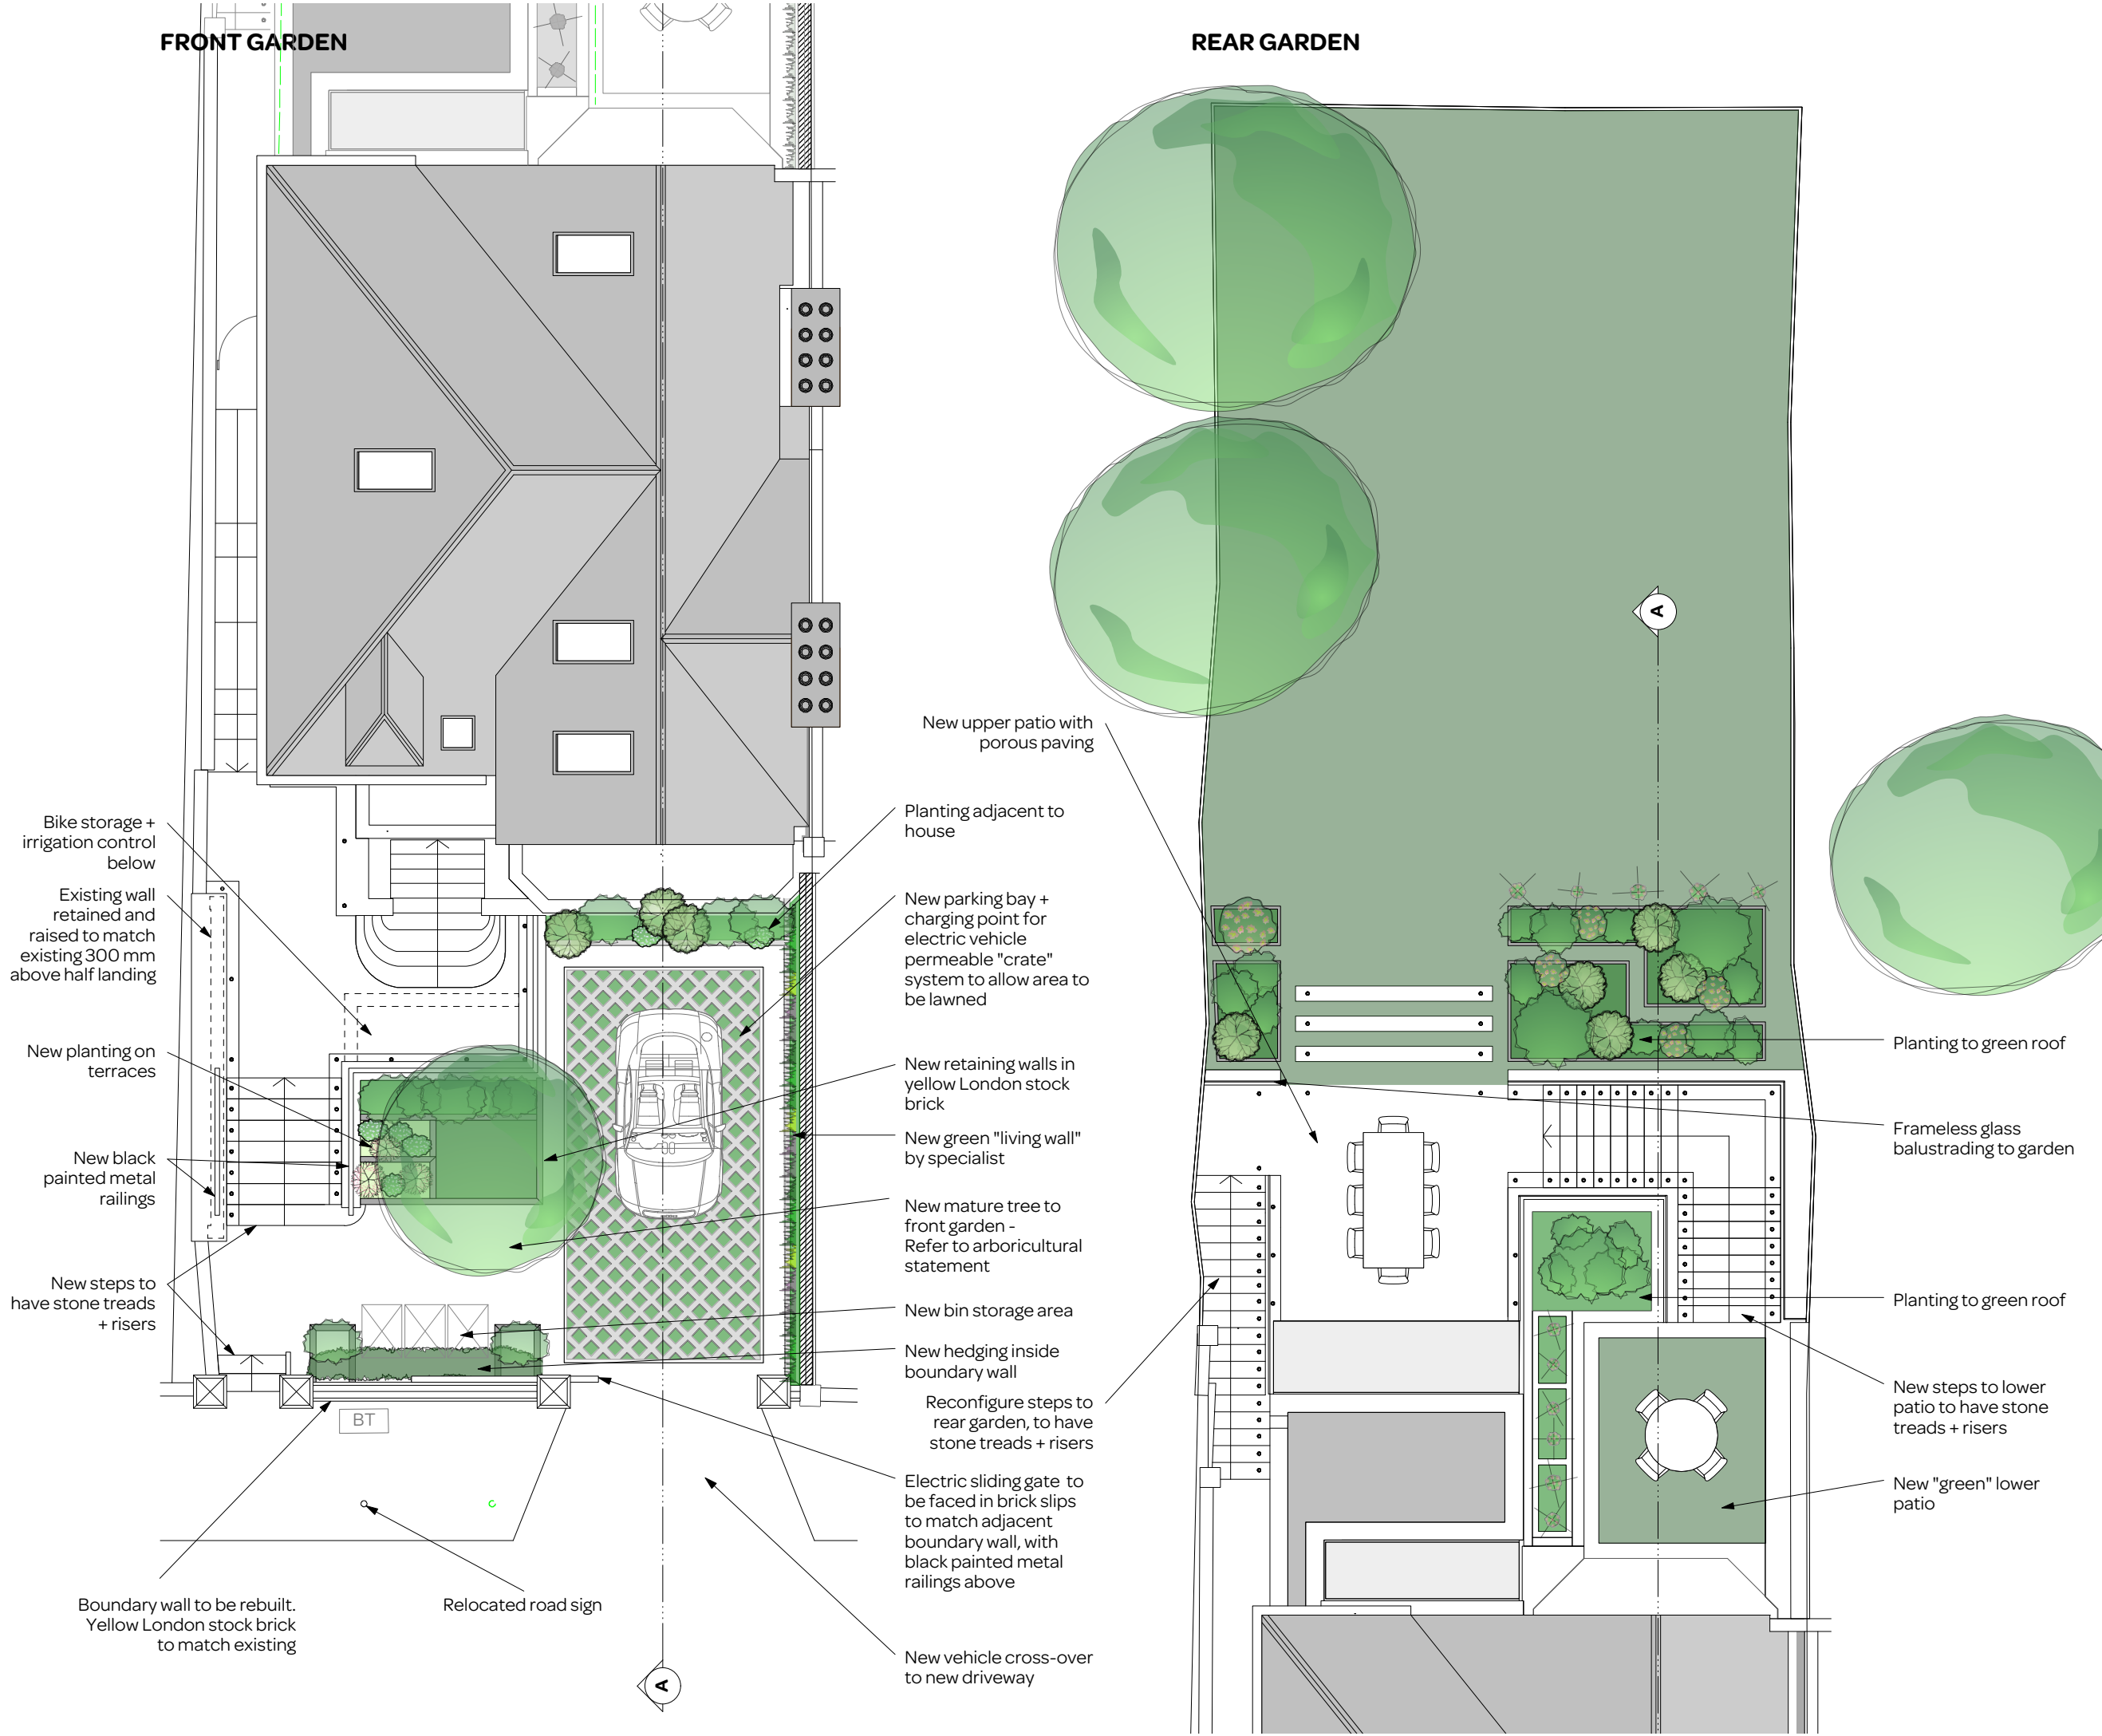 FRONT GARDEN
REAR GARDEN
Bike storage +
irrigation control
below
Existing wall
retained and
raised to match
existing 300 mm
above half landing
New planting on
terraces
New black
painted metal
railings
New steps to
have stone treads
+ risers
BT
Boundary wall to be rebuilt.
Yellow London stock brick
to match existing
Relocated road sign
A
Planting adjacent to
house
New parking bay +
charging point for
electric vehicle
permeable "crate"
system to allow area to
be lawned
New retaining walls in
yellow London stock
brick
New green "living wall"
by specialist
New mature tree to
front garden -
Refer to arboricultural
statement
New bin storage area
New hedging inside
boundary wall
Electric sliding gate to
be faced in brick slips
to match adjacent
boundary wall, with
black painted metal
railings above
New vehicle cross-over
to new driveway
New upper patio with
porous paving
Reconfigure steps to
rear garden, to have
stone treads + risers
A
Planting to green roof
Frameless glass
balustrading to garden
Planting to green roof
New steps to lower
patio to have stone
treads + risers
New "green" lower
patio